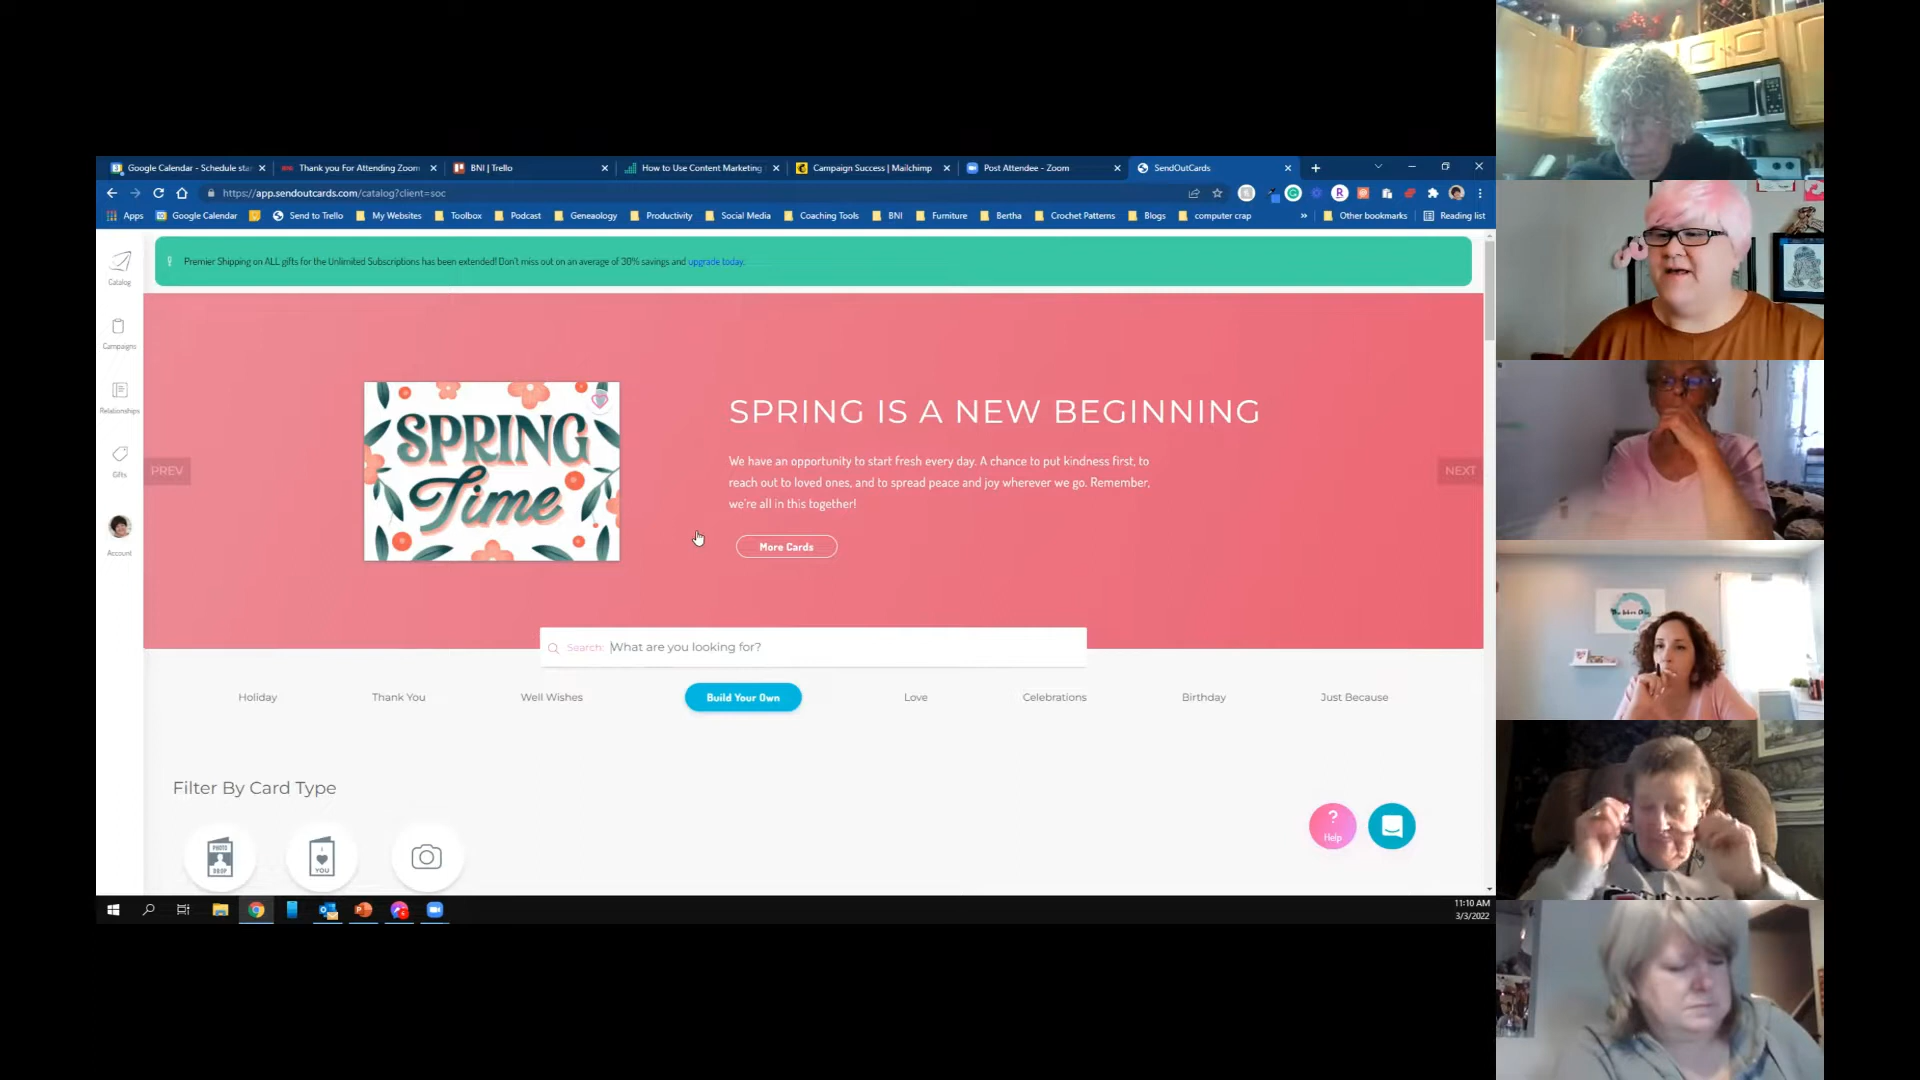 Google Calendar - Schedule sta
Thank you For Attending Zoom
BNI | Trello
How to Use Content Marketing
Campaign Success | Mailchimp
Post Attendee - Zoom
SendOutCards
https://app.sendoutcards.com/catalog?client=soc
Apps
Google Calendar
Send to Trello
My Websites
Toolbox
Podcast
Geneaology
Productivity
Social Media
Coaching Tools
BNI
Furniture
Bertha
Crochet Patterns
Blogs
computer crap
»
Other bookmarks
Reading list
Premier Shipping on ALL gifts for the Unlimited Subscriptions has been extended! Don't miss out on an average of 30% savings and upgrade today.
Catalog
Campaigns
Relationships
Gifts
Account
PREV
SPRING
Time
SPRING IS A NEW BEGINNING
We have an opportunity to start fresh every day. A chance to put kindness first, to
reach out to loved ones, and to spread peace and joy wherever we go. Remember,
we're all in this together!
More Cards
NEXT
Search: What are you looking for?
Holiday
Thank You
Well Wishes
Build Your Own
Love
Celebrations
Birthday
Just Because
Filter By Card Type
PHOTO
DROP
I
YOU
?
Help
11:10 AM
3/3/2022